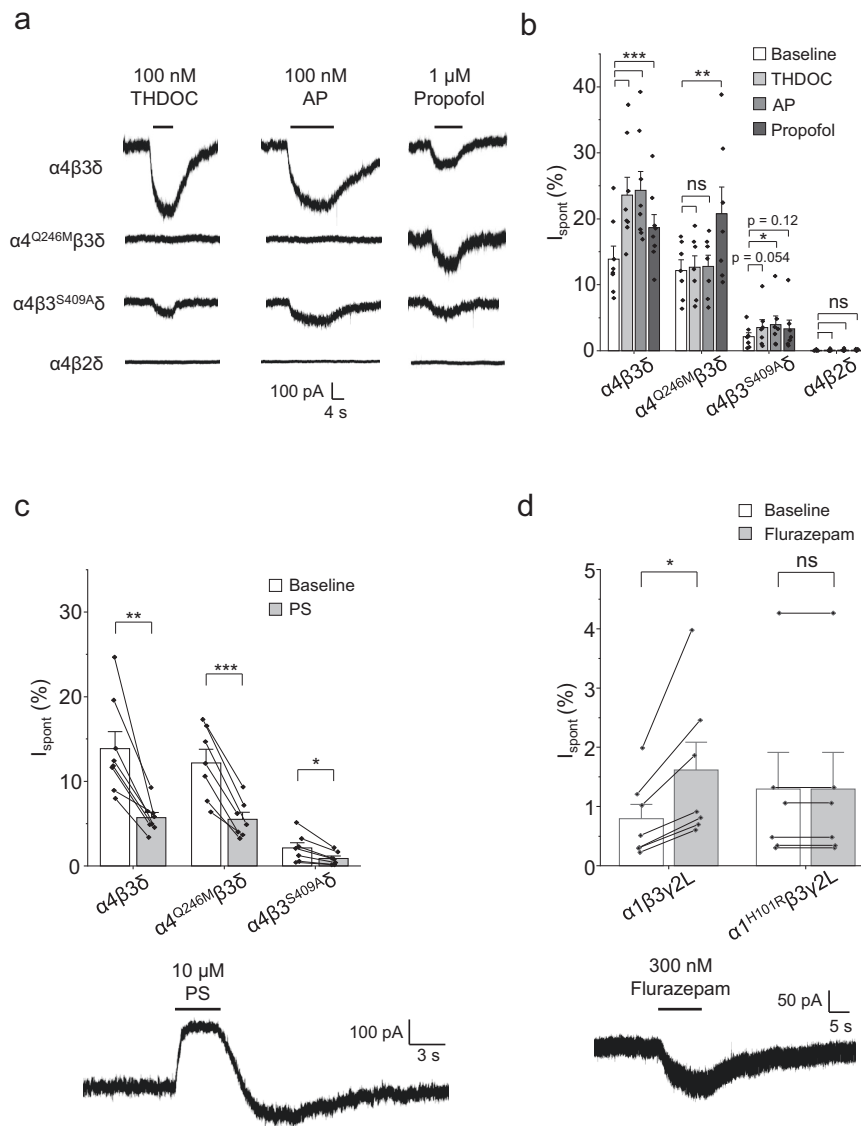 a
100 nM
THDOC
100 nM
AP
1 µM
Propofol
α4β3δ
α4Q246Mβ3δ
α4β3S409Aδ
α4β2δ
100 pA
4 s
b
Baseline
THDOC
AP
Propofol
Ispont (%)
50
40
30
20
10
0
***
**
ns
p = 0.12
*
p = 0.054
ns
α4β3δ
α4Q246Mβ3δ
α4β3S409Aδ
α4β2δ
c
Baseline
PS
Ispont (%)
30
20
10
0
**
***
*
α4β3δ
α4Q246Mβ3δ
α4β3S409Aδ
10 µM
PS
100 pA
3 s
d
Baseline
Flurazepam
Ispont (%)
5
4
3
2
1
0
*
ns
α1β3γ2L
α1H101Rβ3γ2L
300 nM
Flurazepam
50 pA
5 s